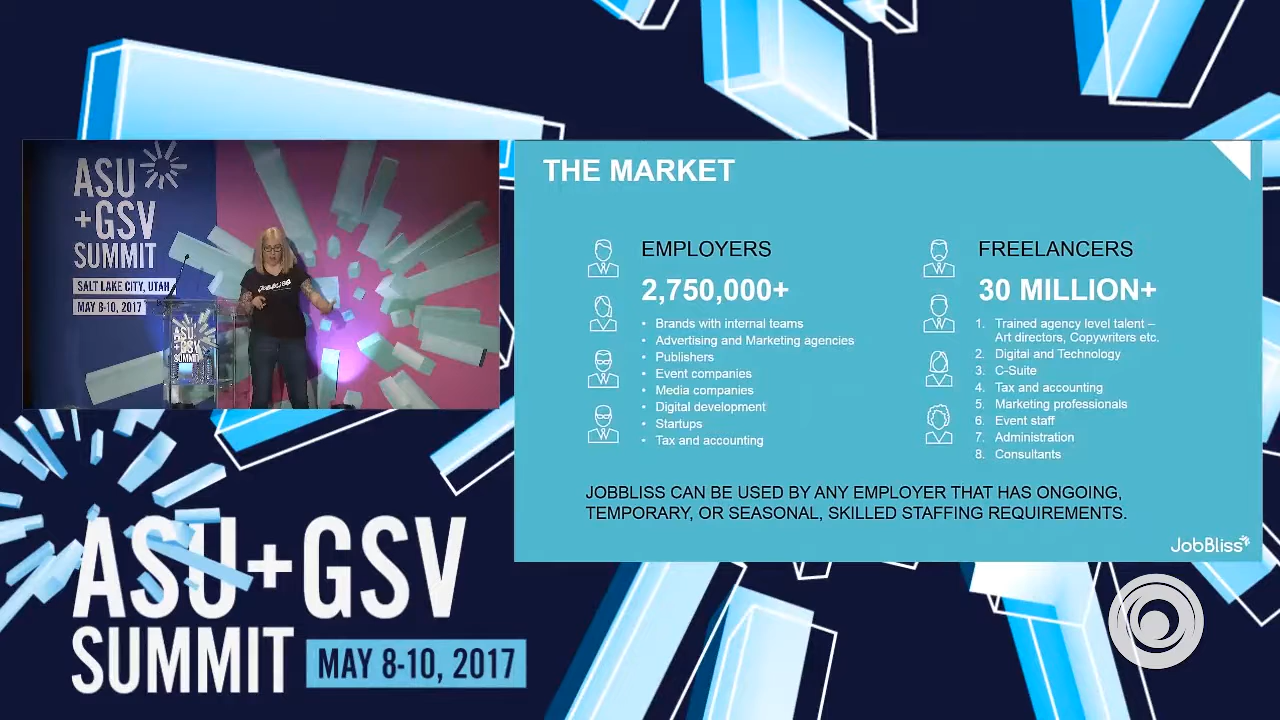 ASU
+GSV
SUMMIT
SALT LAKE CITY, UTAH
MAY 8-10, 2017
JOBBLISS
ASU
+GSV
SUMMIT
THE MARKET
EMPLOYERS
2,750,000+
• Brands with internal teams
• Advertising and Marketing agencies
• Publishers
• Event companies
• Media companies
• Digital development
• Startups
• Tax and accounting
FREELANCERS
30 MILLION+
1. Trained agency level talent –
Art directors, Copywriters etc.
2. Digital and Technology
3. C-Suite
4. Tax and accounting
5. Marketing professionals
6. Event staff
7. Administration
8. Consultants
JOBBLISS CAN BE USED BY ANY EMPLOYER THAT HAS ONGOING,
TEMPORARY, OR SEASONAL, SKILLED STAFFING REQUIREMENTS.
JobBliss
ASU+GSV
SUMMIT MAY 8-10, 2017